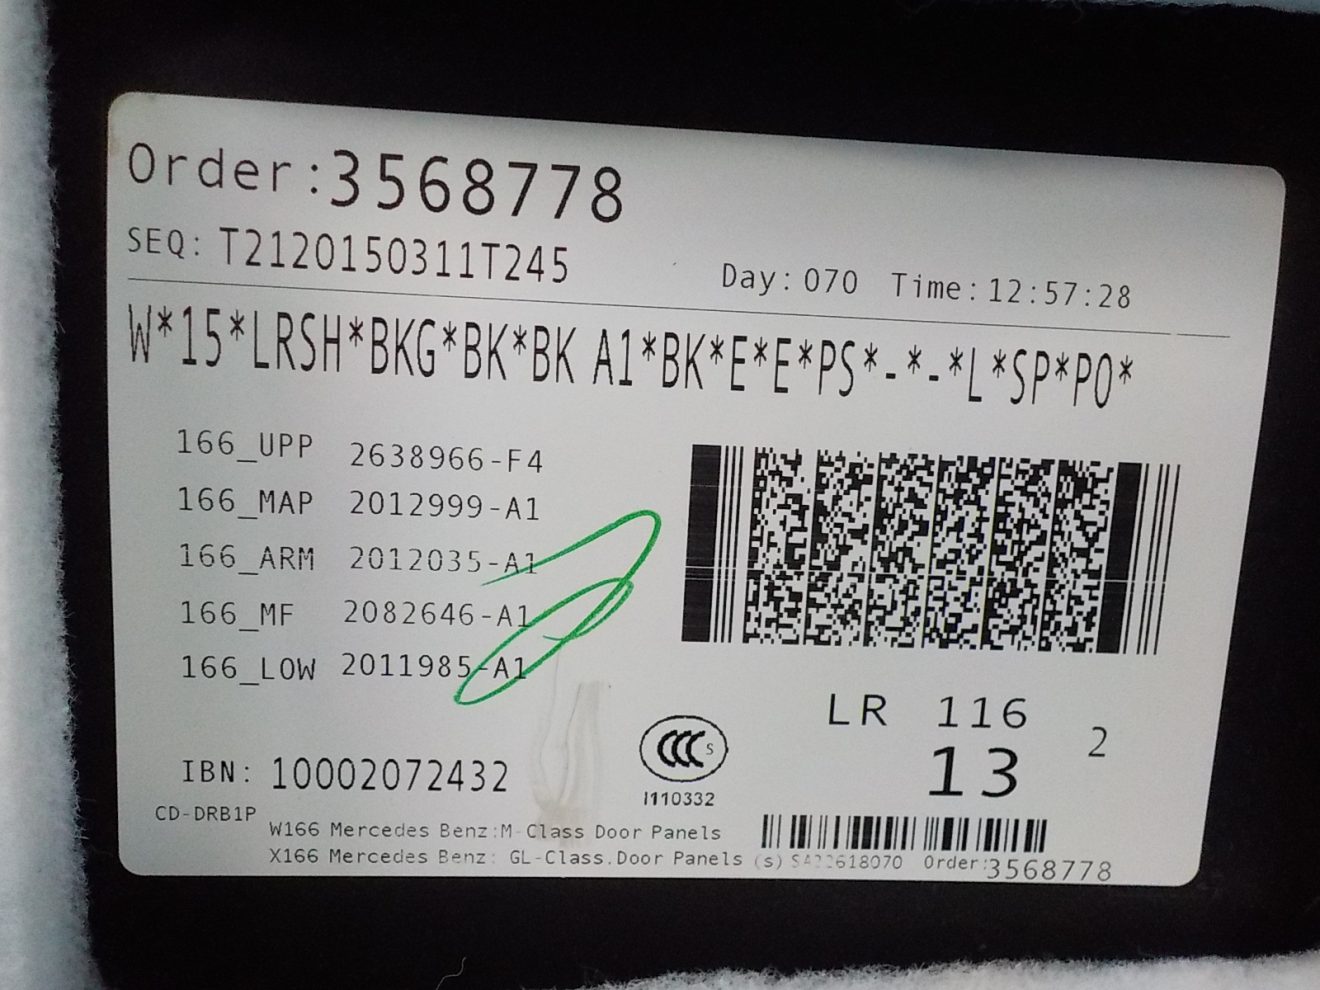 Order:3568778
SEQ: T2120150311T245
Day: 070 Time: 12:57:28
W*15*LRSH*BKG*BK*BK A1*BK*E*E*PS*-*-*L*SP*PO*
166_UPP 2638966-F4
166_MAP 2012999-A1
166_ARM 2012035-A1
166_MF 2082646-A1
166_LOW 2011985-A1
LR 116
13
2
IBN: 10002072432
CCC S
I110332
CD-DRB1P
W166 Mercedes Benz:M-Class Door Panels
X166 Mercedes Benz: GL-Class.Door Panels
(s) Order:3568778